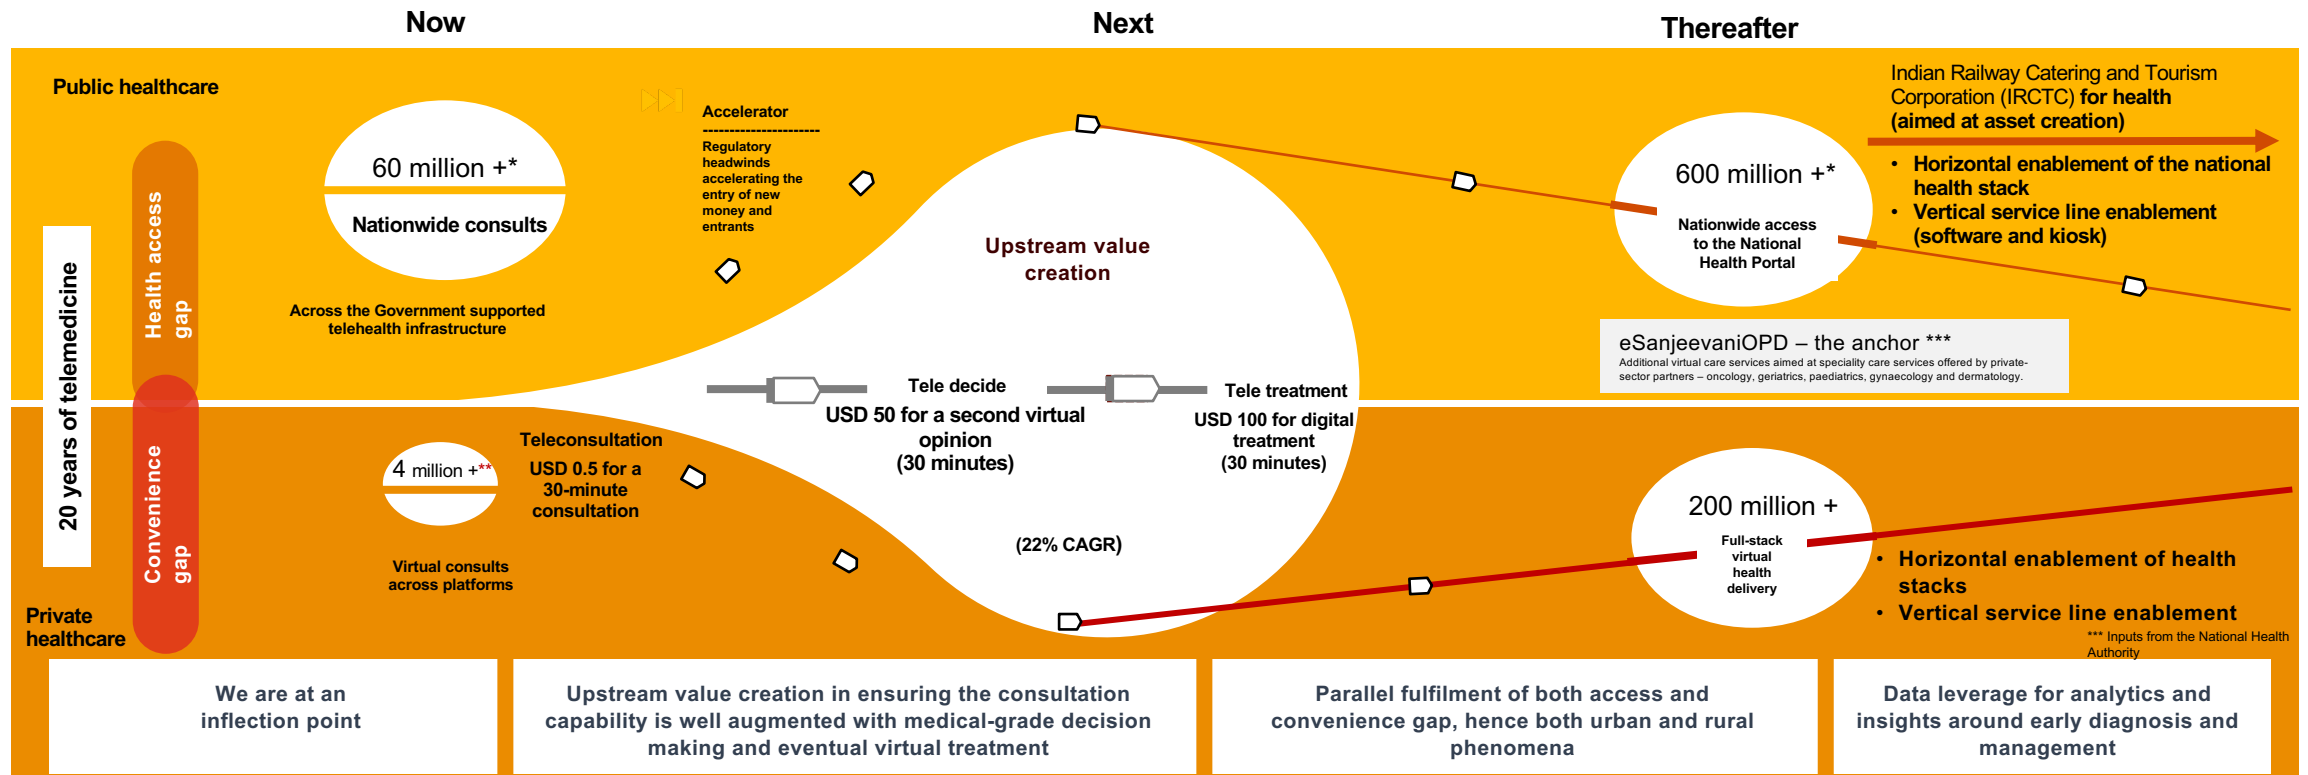 Now
Next
Thereafter
Public healthcare
20 years of telemedicine
Health access
gap
Convenience
gap
Private
healthcare
60 million +*
Nationwide consults
Across the Government supported
telehealth infrastructure
Accelerator
----------------------
Regulatory
headwinds
accelerating the
entry of new
money and
entrants
4 million +**
Virtual consults
across platforms
Teleconsultation
USD 0.5 for a
30-minute
consultation
Upstream value
creation
Tele decide
USD 50 for a second virtual
opinion
(30 minutes)
Tele treatment
USD 100 for digital
treatment
(30 minutes)
(22% CAGR)
600 million +*
Nationwide access
to the National
Health Portal
Indian Railway Catering and Tourism
Corporation (IRCTC) for health
(aimed at asset creation)
• Horizontal enablement of the national
health stack
• Vertical service line enablement
(software and kiosk)
eSanjeevaniOPD – the anchor ***
Additional virtual care services aimed at speciality care services offered by private-
sector partners – oncology, geriatrics, paediatrics, gynaecology and dermatology.
200 million +
Full-stack
virtual
health
delivery
• Horizontal enablement of health
stacks
• Vertical service line enablement
*** Inputs from the National Health
Authority
We are at an
inflection point
Upstream value creation in ensuring the consultation
capability is well augmented with medical-grade decision
making and eventual virtual treatment
Parallel fulfilment of both access and
convenience gap, hence both urban and rural
phenomena
Data leverage for analytics and
insights around early diagnosis and
management